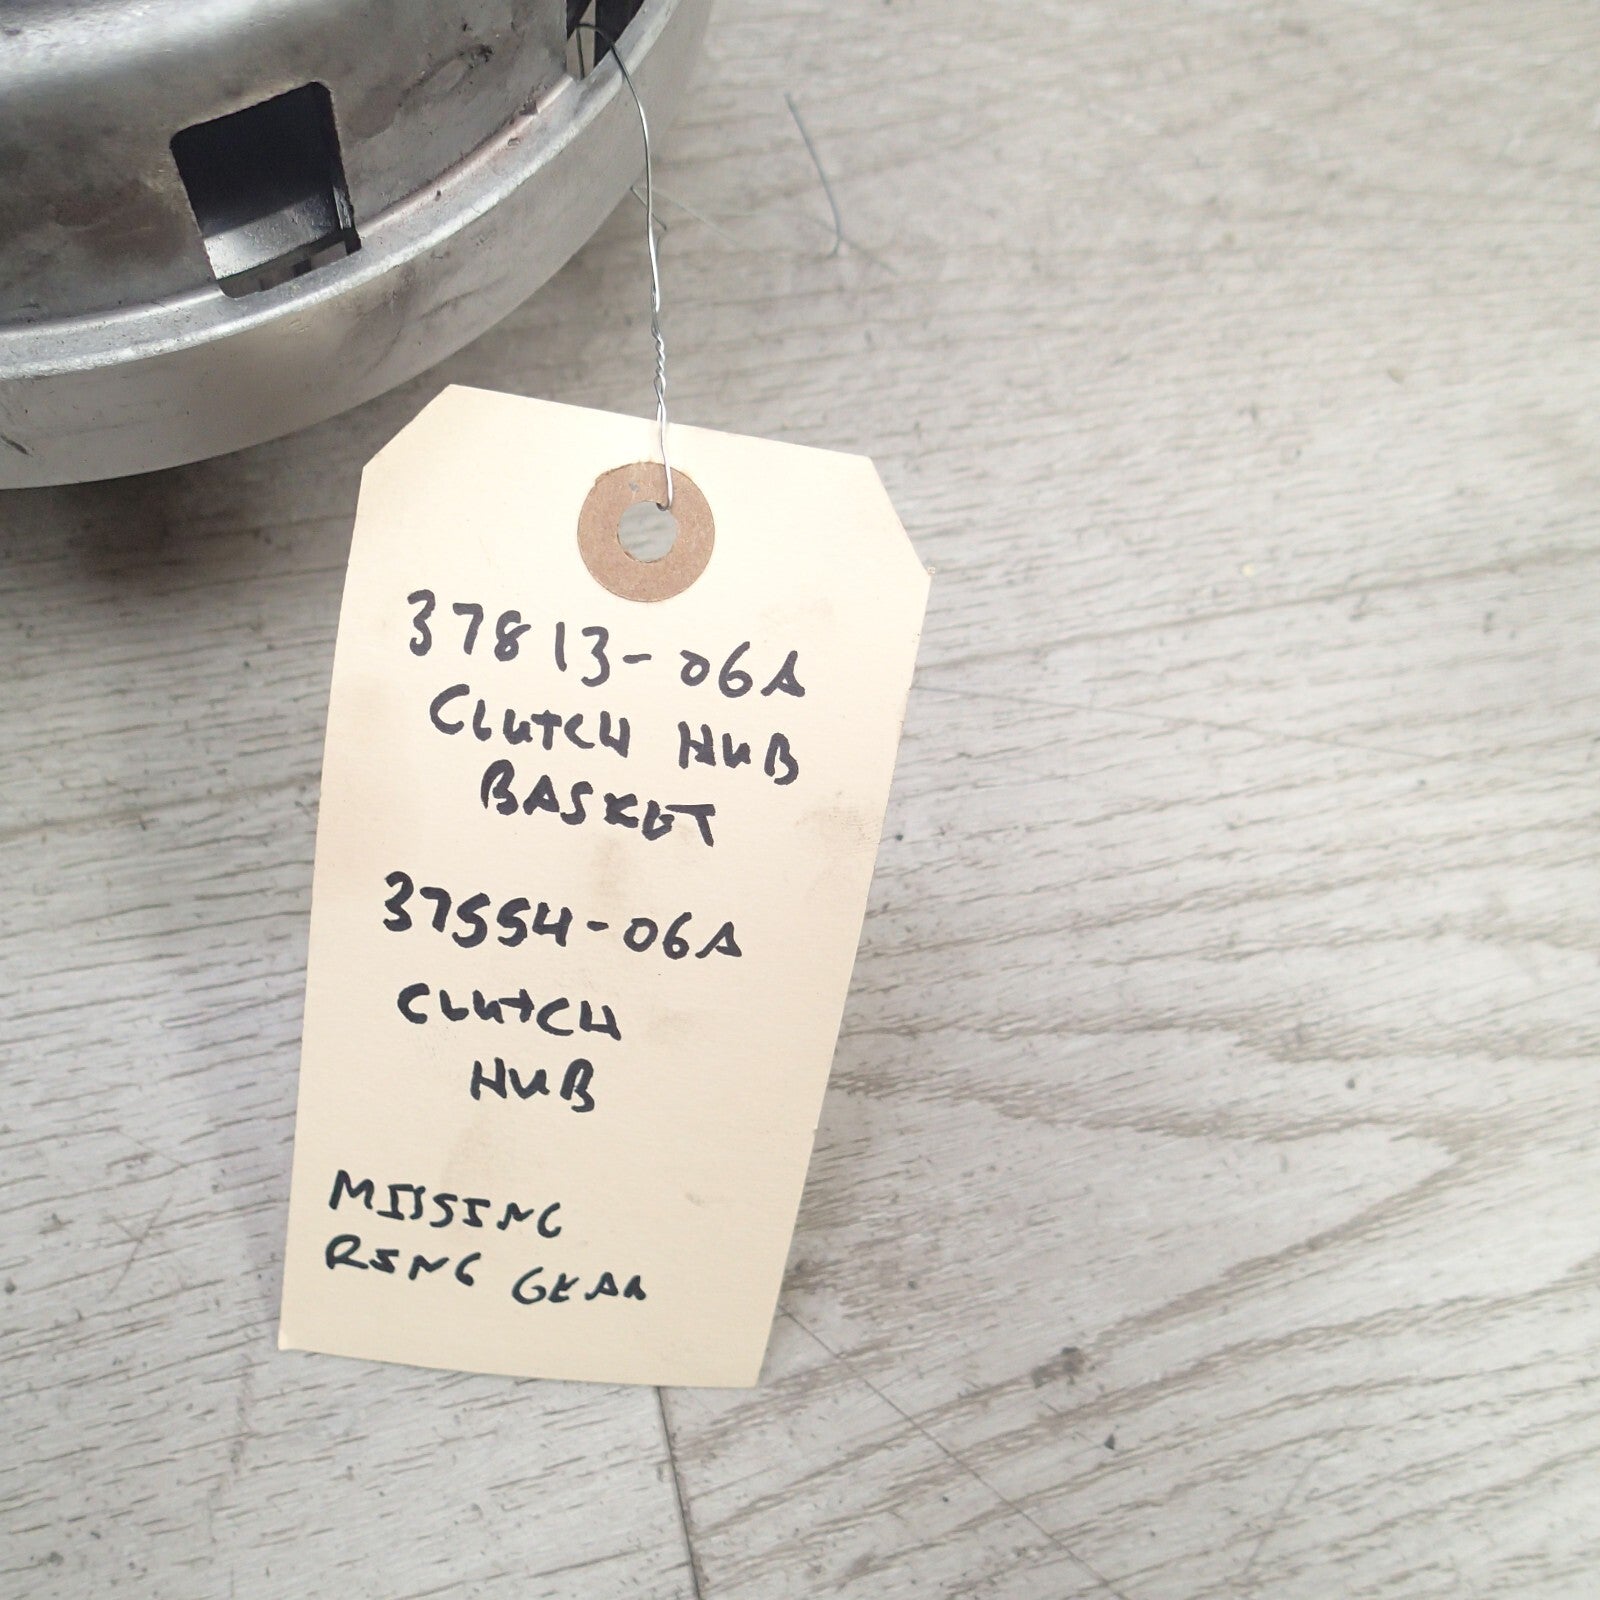 37813-06A
CLUTCH HUB
BASKET
37554-06A
CLUTCH
HUB
MISSING
RING GEAR